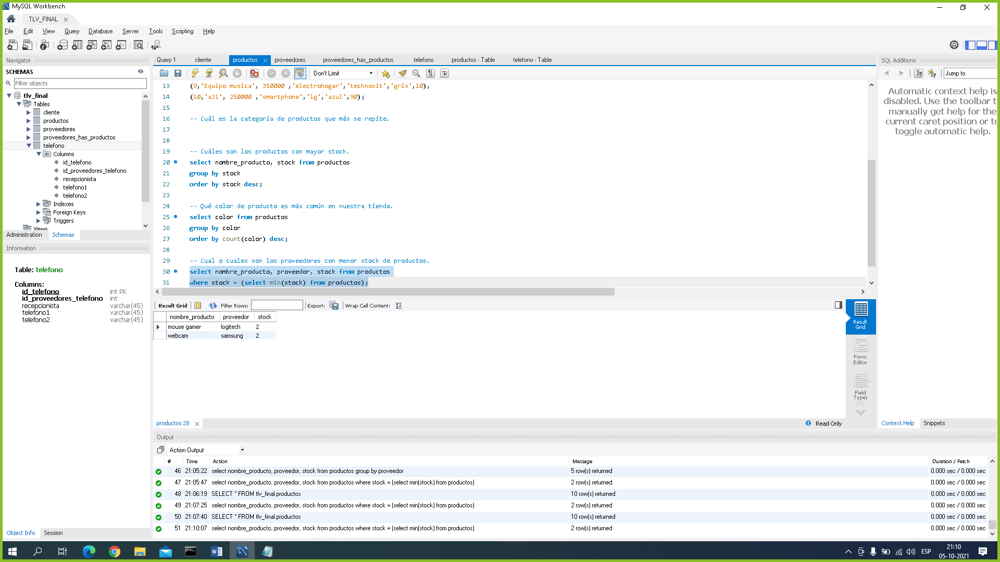 MySQL Workbench
TLV_FINAL
File Edit View Query Database Server Tools Scripting Help
Navigator
SCHEMAS
Filter objects
tlv_final
Tables
cliente
productos
proveedores
proveedores_has_productos
telefono
Columns
id_telefono
id_proveedores_telefono
recepcionista
telefono1
telefono2
Indexes
Foreign Keys
Triggers
Views
Administration Schemas
Information
Table: telefono
Columns:
id_telefono int PK
id_proveedores_telefono int
recepcionista varchar(45)
telefono1 varchar(45)
telefono2 varchar(45)
Object Info Session
Query 1 cliente productos proveedores proveedores_has_productos telefono productos - Table telefono - Table
Don't Limit
13 (9,'Equipo musica', 350000 ,'electrohogar','technosit','gris',10),
14 (10,'a21', 250000 ,'smartphone','lg','azul',90);
15
16 -- Cuál es la categoría de productos que más se repite.
17
18
19 -- Cuáles son los productos con mayor stock.
20 select nombre_producto, stock from productos
21 group by stock
22 order by stock desc;
23
24 -- Qué color de producto es más común en nuestra tienda.
25 select color from productos
26 group by color
27 order by count(color) desc;
28
29 -- Cual o cuales son los proveedores con menor stock de productos.
30 select nombre_producto, proveedor, stock from productos
31 where stock = (select min(stock) from productos);
Result Grid Filter Rows: Export: Wrap Cell Content:
nombre_producto proveedor stock
mouse gamer logitech 2
webcam samsung 2
Result Grid
Form Editor
Field Types
productos 28
Read Only
SQL Additions
Jump to
Automatic context help is
disabled. Use the toolbar t
manually get help for the
current caret position or to
toggle automatic help.
Context Help Snippets
Output
Action Output
# Time Action Message Duration / Fetch
46 21:05:22 select nombre_producto, proveedor, stock from productos group by proveedor 5 row(s) returned 0.000 sec / 0.000 sec
47 21:05:47 select nombre_producto, proveedor, stock from productos where stock = (select min(stock) from productos) 2 row(s) returned 0.000 sec / 0.000 sec
48 21:06:19 SELECT * FROM tlv_final.productos 10 row(s) returned 0.000 sec / 0.000 sec
49 21:07:25 select nombre_producto, proveedor, stock from productos where stock = (select min(stock) from productos) 2 row(s) returned 0.000 sec / 0.000 sec
50 21:07:40 SELECT * FROM tlv_final.productos 10 row(s) returned 0.000 sec / 0.000 sec
51 21:10:07 select nombre_producto, proveedor, stock from productos where stock = (select min(stock) from productos) 2 row(s) returned 0.000 sec / 0.000 sec
ESP
21:10
05-10-2021